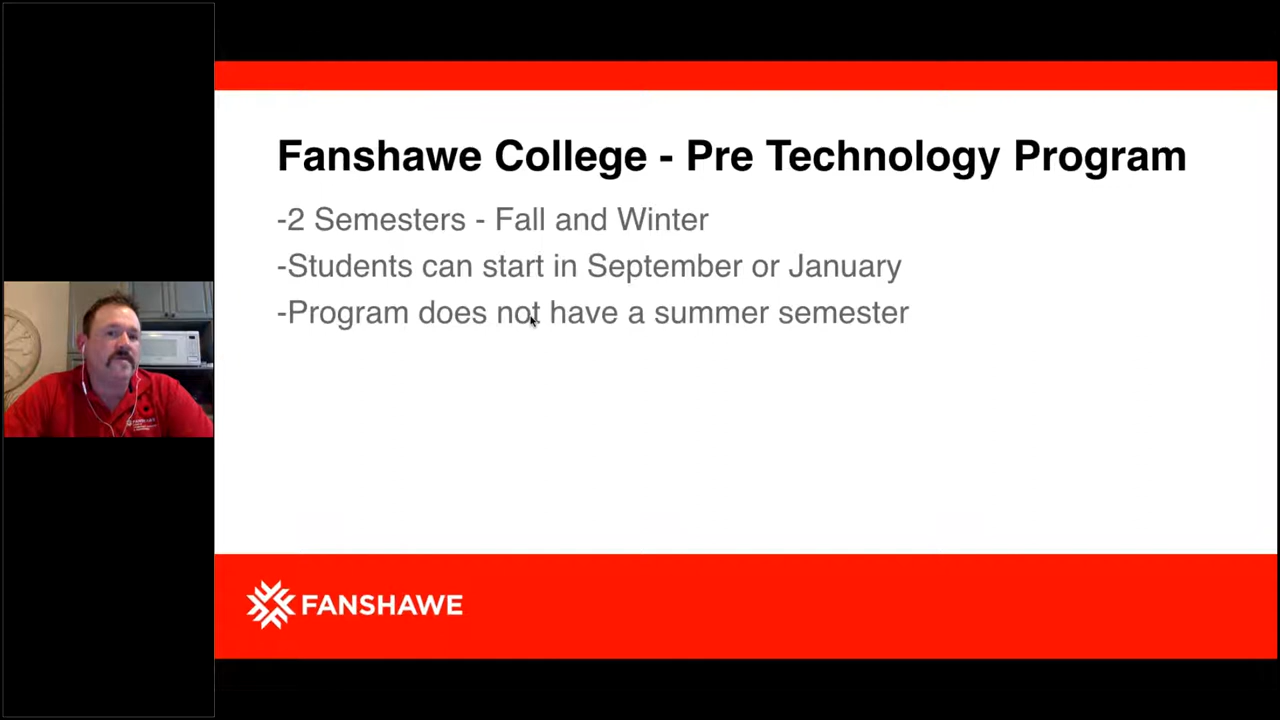 Fanshawe College - Pre Technology Program
-2 Semesters - Fall and Winter
-Students can start in September or January
-Program does not have a summer semester
FANSHAWE